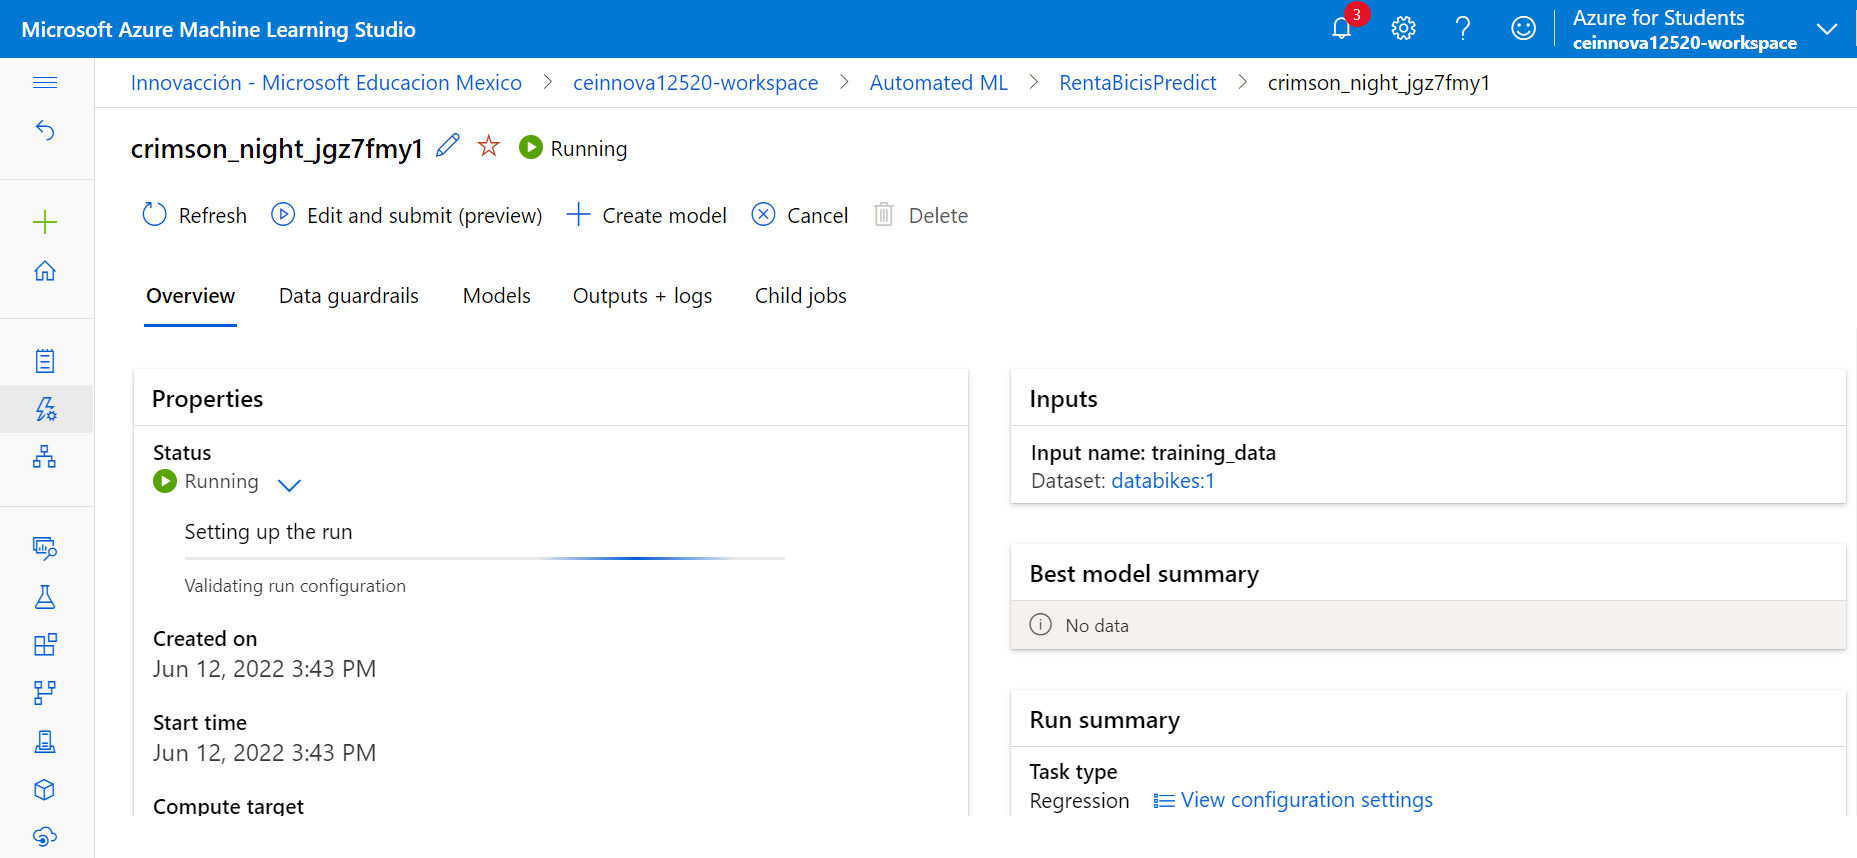 Microsoft Azure Machine Learning Studio
3
Azure for Students
ceinnova12520-workspace
Innovacción - Microsoft Educacion Mexico > ceinnova12520-workspace > Automated ML > RentaBicisPredict > crimson_night_jgz7fmy1
crimson_night_jgz7fmy1 Running
Refresh Edit and submit (preview) Create model Cancel Delete
Overview Data guardrails Models Outputs + logs Child jobs
Properties
Status
Running
Setting up the run
Validating run configuration
Created on
Jun 12, 2022 3:43 PM
Start time
Jun 12, 2022 3:43 PM
Compute target
Inputs
Input name: training_data
Dataset: databikes:1
Best model summary
No data
Run summary
Task type
Regression View configuration settings